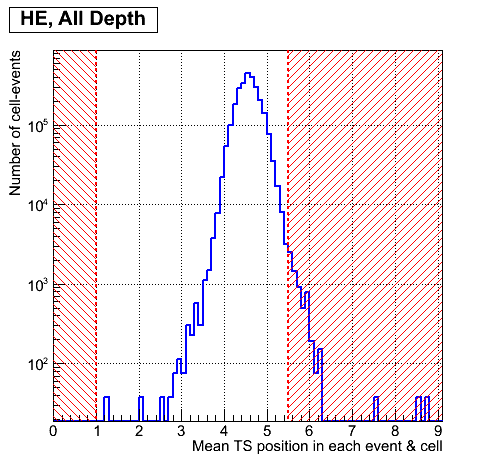 HE, All Depth
Number of cell-events
10^5
10^4
10^3
10^2
0 1 2 3 4 5 6 7 8 9
Mean TS position in each event & cell